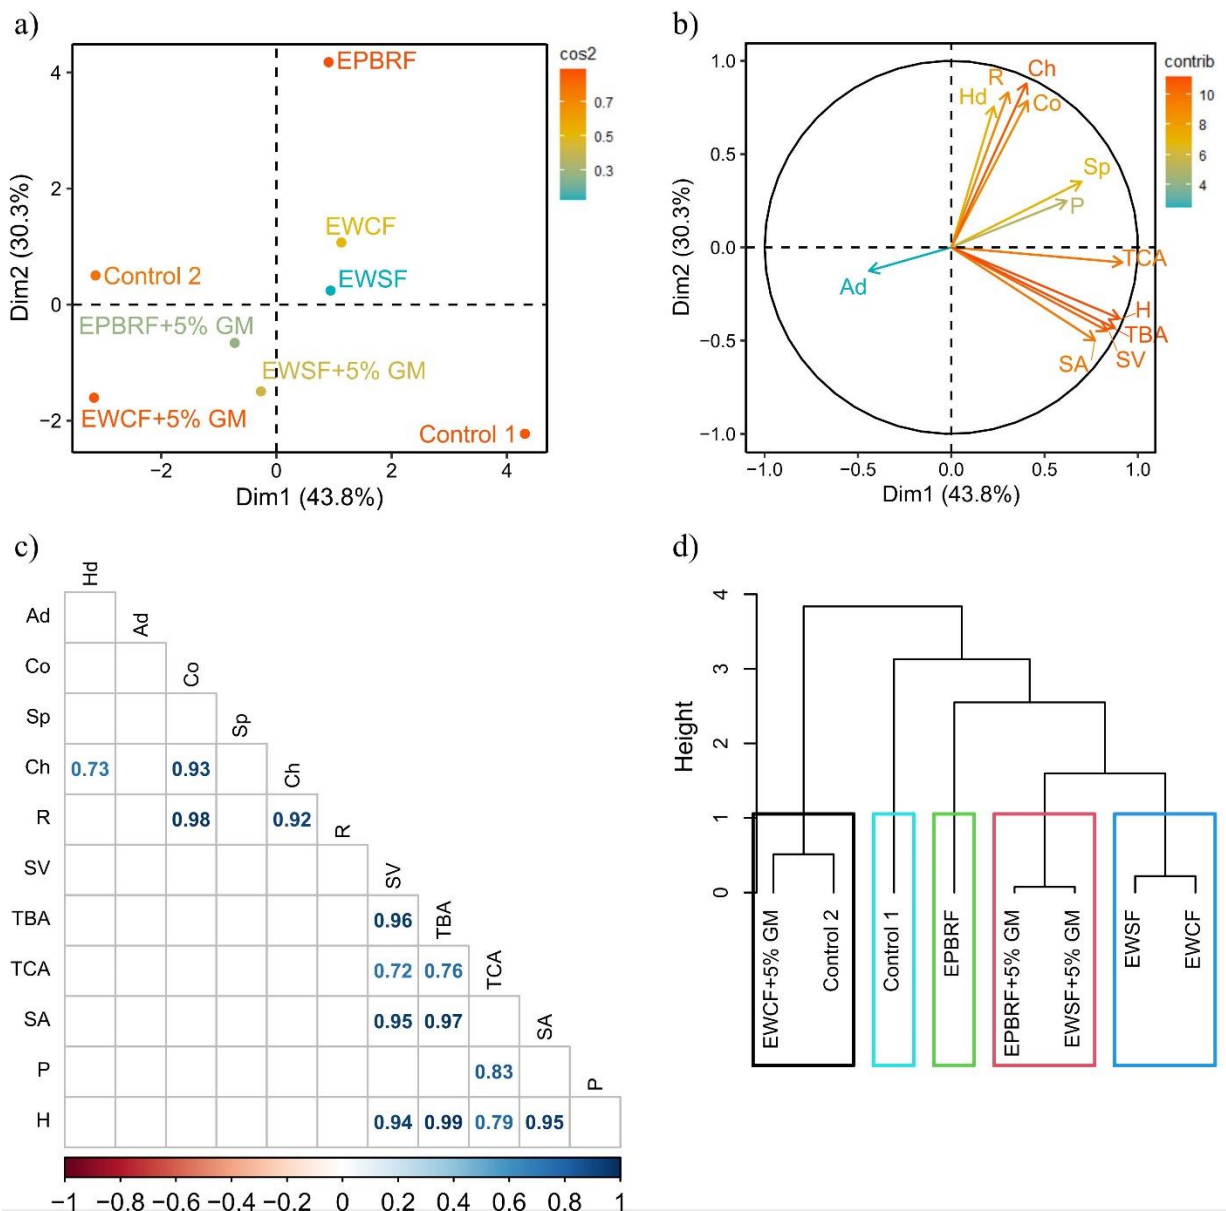 a)
cos2
0.7
0.5
0.3
4
2
0
−2
Dim2 (30.3%)
EPBRF
EWCF
EWSF
Control 2
EPBRF+5% GM
EWSF+5% GM
EWCF+5% GM
Control 1
−2 0 2 4
Dim1 (43.8%)
b)
contrib
10
8
6
4
1.0
0.5
0.0
−0.5
−1.0
Dim2 (30.3%)
R
Ch
Hd
Co
Sp
P
TCA
Ad
H
TBA
SA
SV
−1.0 −0.5 0.0 0.5 1.0
Dim1 (43.8%)
c)
Hd
Ad
Ad
Co
Co
Sp
Sp
Ch 0.73 0.93
Ch
R 0.98 0.92
R
SV
SV
TBA 0.96
TBA
TCA 0.72 0.76
TCA
SA 0.95 0.97
SA
P 0.83
P
H 0.94 0.99 0.79 0.95
−1 −0.8 −0.6 −0.4 −0.2 0 0.2 0.4 0.6 0.8 1
d)
Height
4
3
2
1
0
EWCF+5% GM
Control 2
Control 1
EPBRF
EPBRF+5% GM
EWSF+5% GM
EWSF
EWCF